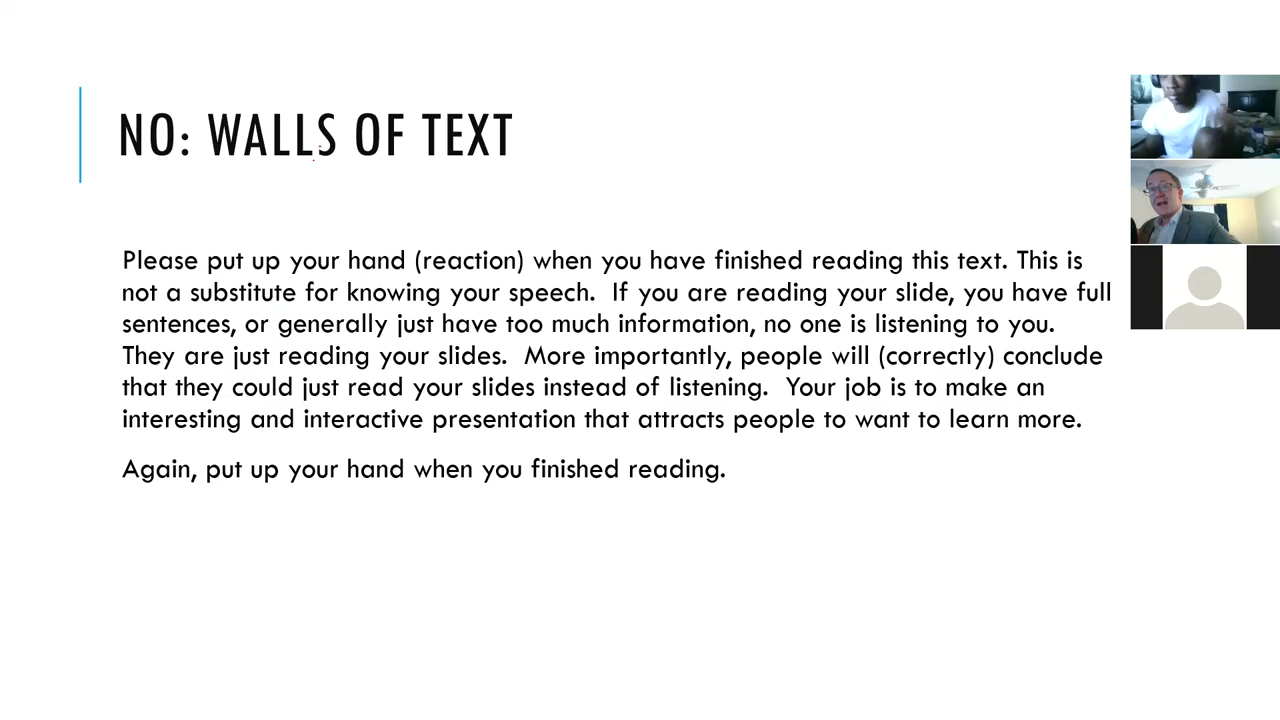 NO: WALLS OF TEXT
Please put up your hand (reaction) when you have finished reading this text. This is
not a substitute for knowing your speech.  If you are reading your slide, you have full
sentences, or generally just have too much information, no one is listening to you.
They are just reading your slides.  More importantly, people will (correctly) conclude
that they could just read your slides instead of listening.  Your job is to make an
interesting and interactive presentation that attracts people to want to learn more.
Again, put up your hand when you finished reading.